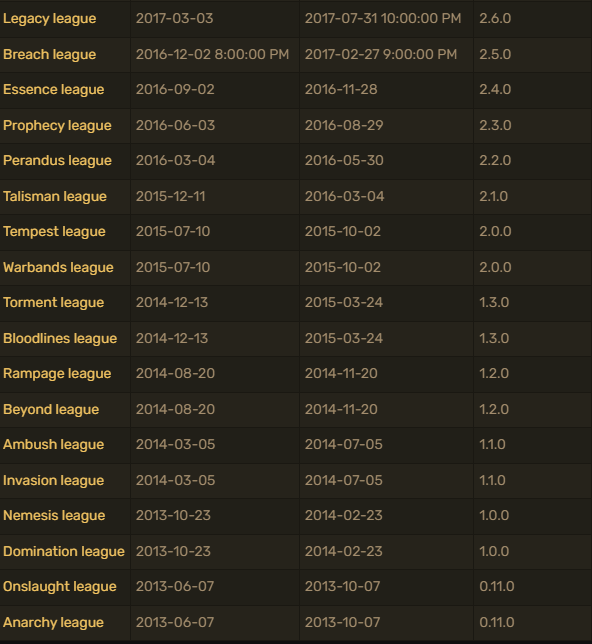 Legacy league 2017-03-03 2017-07-31 10:00:00 PM 2.6.0
Breach league 2016-12-02 8:00:00 PM 2017-02-27 9:00:00 PM 2.5.0
Essence league 2016-09-02 2016-11-28 2.4.0
Prophecy league 2016-06-03 2016-08-29 2.3.0
Perandus league 2016-03-04 2016-05-30 2.2.0
Talisman league 2015-12-11 2016-03-04 2.1.0
Tempest league 2015-07-10 2015-10-02 2.0.0
Warbands league 2015-07-10 2015-10-02 2.0.0
Torment league 2014-12-13 2015-03-24 1.3.0
Bloodlines league 2014-12-13 2015-03-24 1.3.0
Rampage league 2014-08-20 2014-11-20 1.2.0
Beyond league 2014-08-20 2014-11-20 1.2.0
Ambush league 2014-03-05 2014-07-05 1.1.0
Invasion league 2014-03-05 2014-07-05 1.1.0
Nemesis league 2013-10-23 2014-02-23 1.0.0
Domination league 2013-10-23 2014-02-23 1.0.0
Onslaught league 2013-06-07 2013-10-07 0.11.0
Anarchy league 2013-06-07 2013-10-07 0.11.0